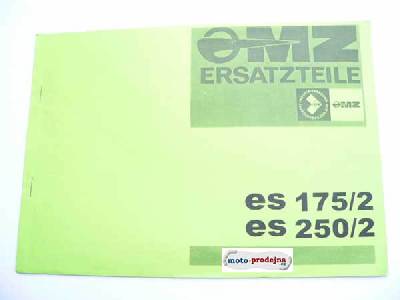 MZ
ERSATZTEILE
MZ
es 175/2
es 250/2
moto-prodejna